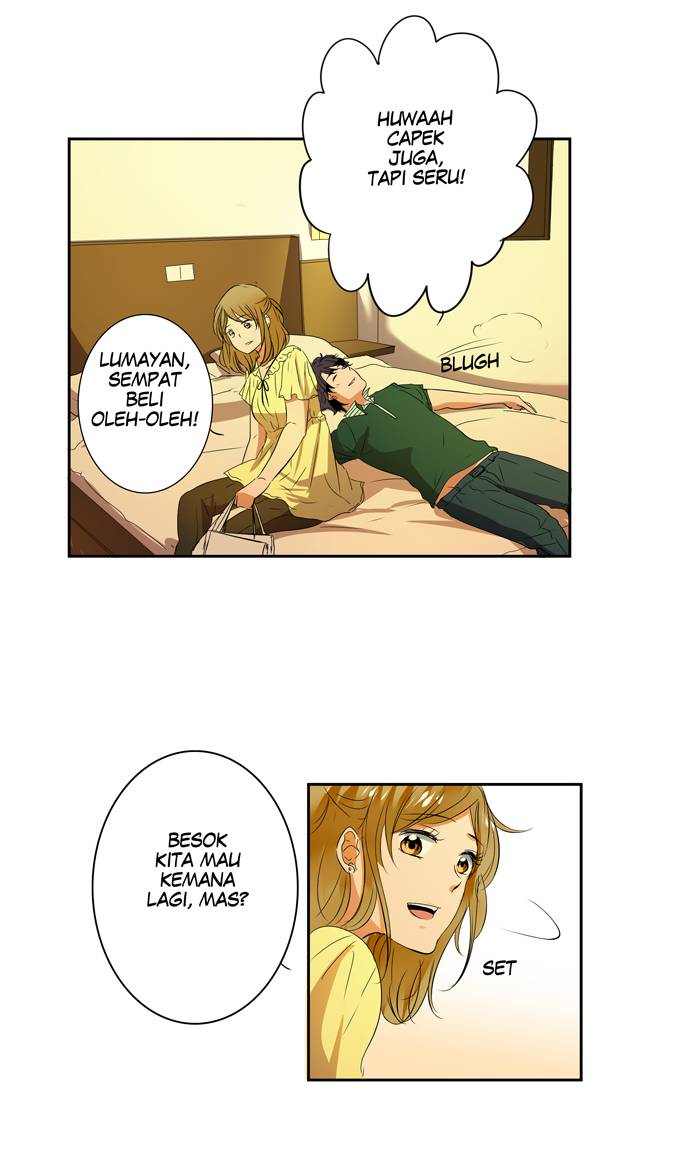 HUWAAH
CAPEK
JUGA,
TAPI SERU!
LUMAYAN,
SEMPAT
BELI
OLEH-OLEH!
BLUGH
BESOK
KITA MAU
KEMANA
LAGI, MAS?
SET